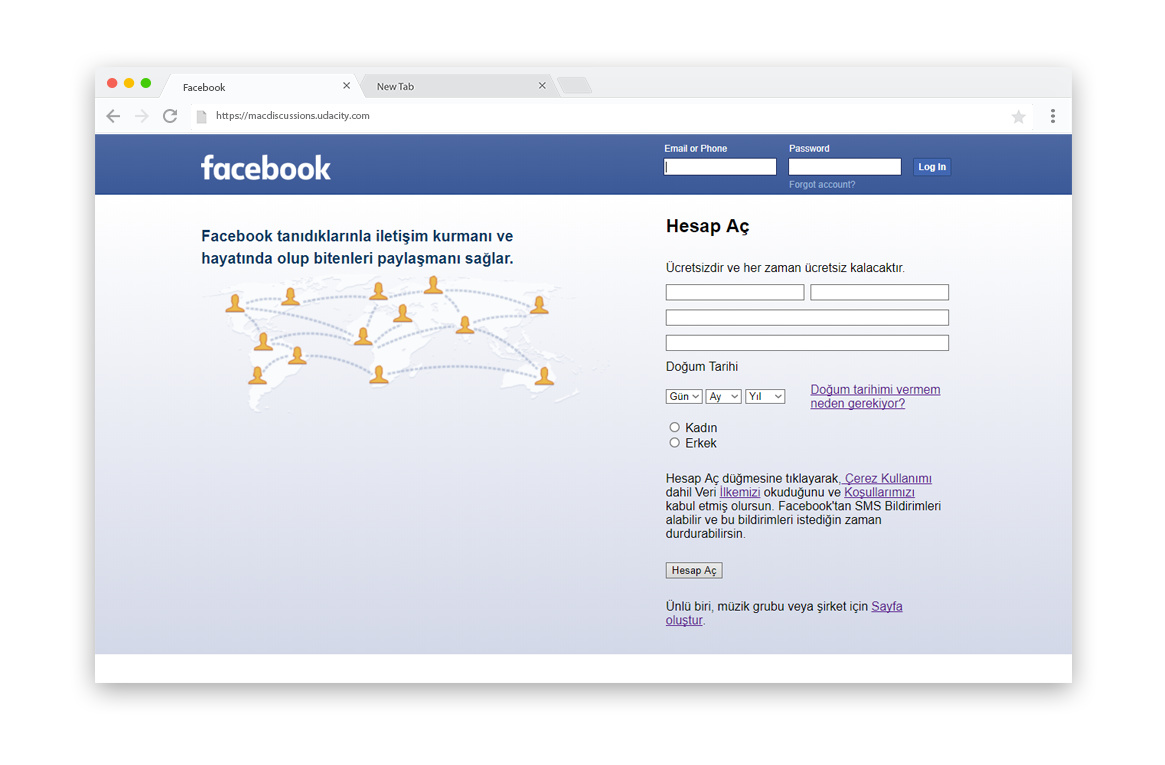 Facebook
New Tab
https://macdiscussions.udacity.com
facebook
Email or Phone
Password
Log In
Forgot account?
Facebook tanıdıklarınla iletişim kurmanı ve
hayatında olup bitenleri paylaşmanı sağlar.
Hesap Aç
Ücretsizdir ve her zaman ücretsiz kalacaktır.
Doğum Tarihi
Gün Ay Yıl
Doğum tarihimi vermem
neden gerekiyor?
Kadın
Erkek
Hesap Aç düğmesine tıklayarak, Çerez Kullanımı
dahil Veri İlkemizi okuduğunu ve Koşullarımızı
kabul etmiş olursun. Facebook'tan SMS Bildirimleri
alabilir ve bu bildirimleri istediğin zaman
durdurabilirsin.
Hesap Aç
Ünlü biri, müzik grubu veya şirket için Sayfa
oluştur.